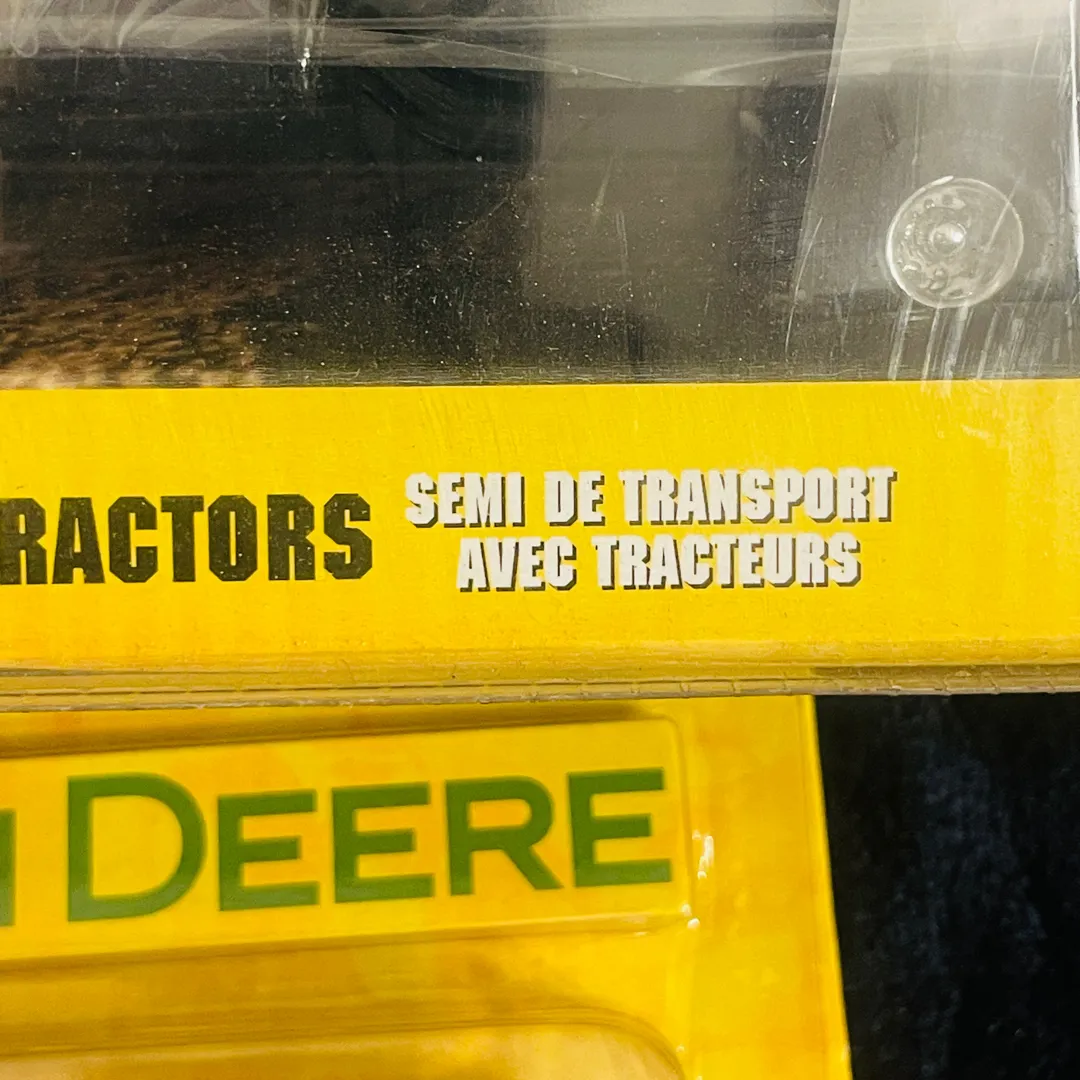 RACTORS
SEMI DE TRANSPORT
AVEC TRACTEURS
DEERE